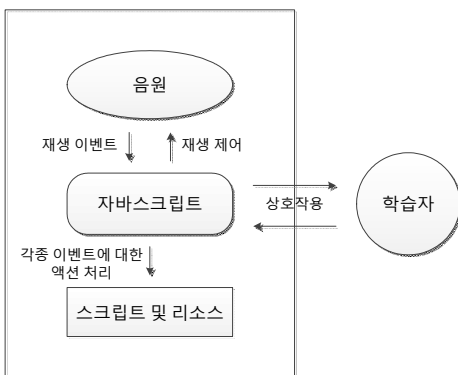 음원
재생 이벤트
재생 제어
자바스크립트
상호작용
학습자
각종 이벤트에 대한
액션 처리
스크립트 및 리소스